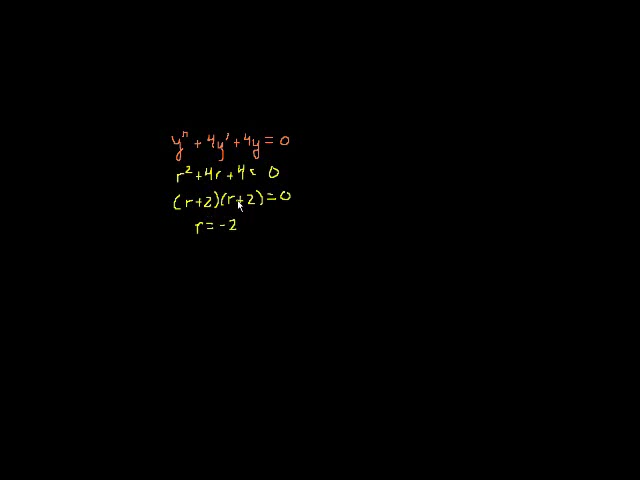 y'' + 4y' + 4y = 0
r² + 4r + 4 = 0
(r+2)(r+2) = 0
r = -2